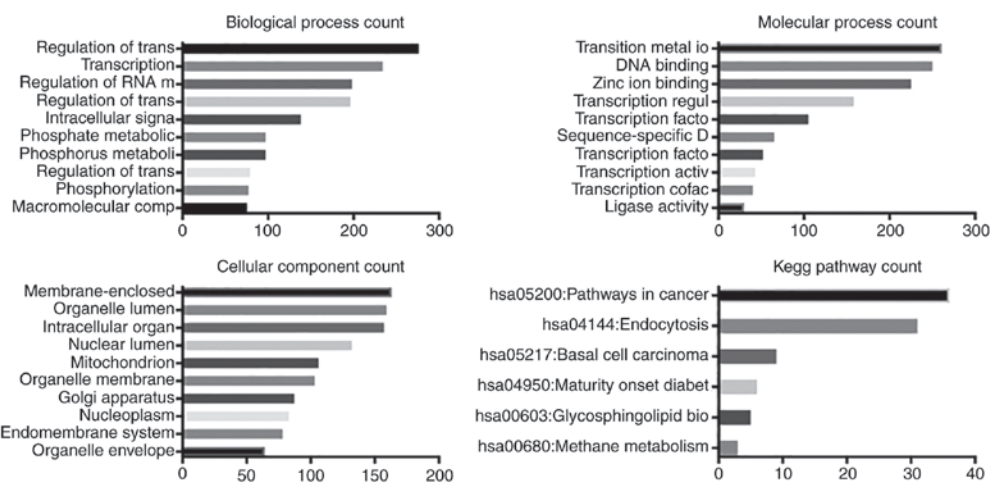 Biological process count
Regulation of trans
Transcription
Regulation of RNA m
Regulation of trans
Intracellular signa
Phosphate metabolic
Phosphorus metaboli
Regulation of trans
Phosphorylation
Macromolecular comp
0 100 200 300
Molecular process count
Transition metal io
DNA binding
Zinc ion binding
Transcription regul
Transcription facto
Sequence-specific D
Transcription facto
Transcription activ
Transcription cofac
Ligase activity
0 100 200 300
Cellular component count
Membrane-enclosed
Organelle lumen
Intracellular organ
Nuclear lumen
Mitochondrion
Organelle membrane
Golgi apparatus
Nucleoplasm
Endomembrane system
Organelle envelope
0 50 100 150 200
Kegg pathway count
hsa05200:Pathways in cancer
hsa04144:Endocytosis
hsa05217:Basal cell carcinoma
hsa04950:Maturity onset diabet
hsa00603:Glycosphingolipid bio
hsa00680:Methane metabolism
0 10 20 30 40